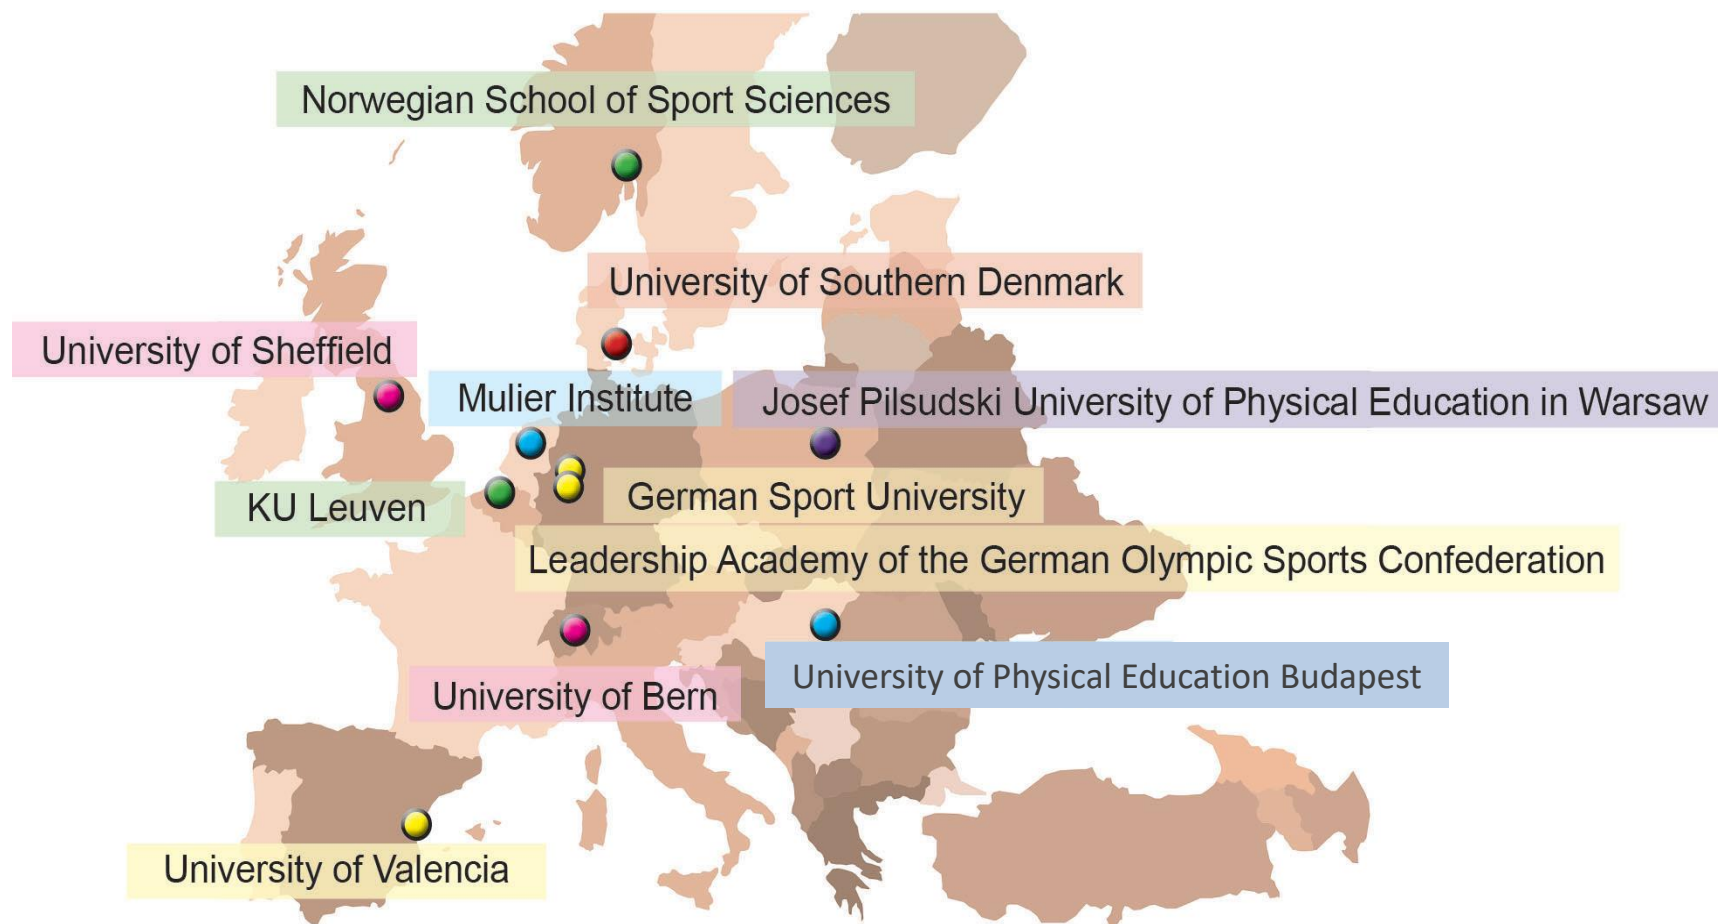 Norwegian School of Sport Sciences
University of Southern Denmark
University of Sheffield
Mulier Institute
Josef Pilsudski University of Physical Education in Warsaw
KU Leuven
German Sport University
Leadership Academy of the German Olympic Sports Confederation
University of Bern
University of Physical Education Budapest
University of Valencia